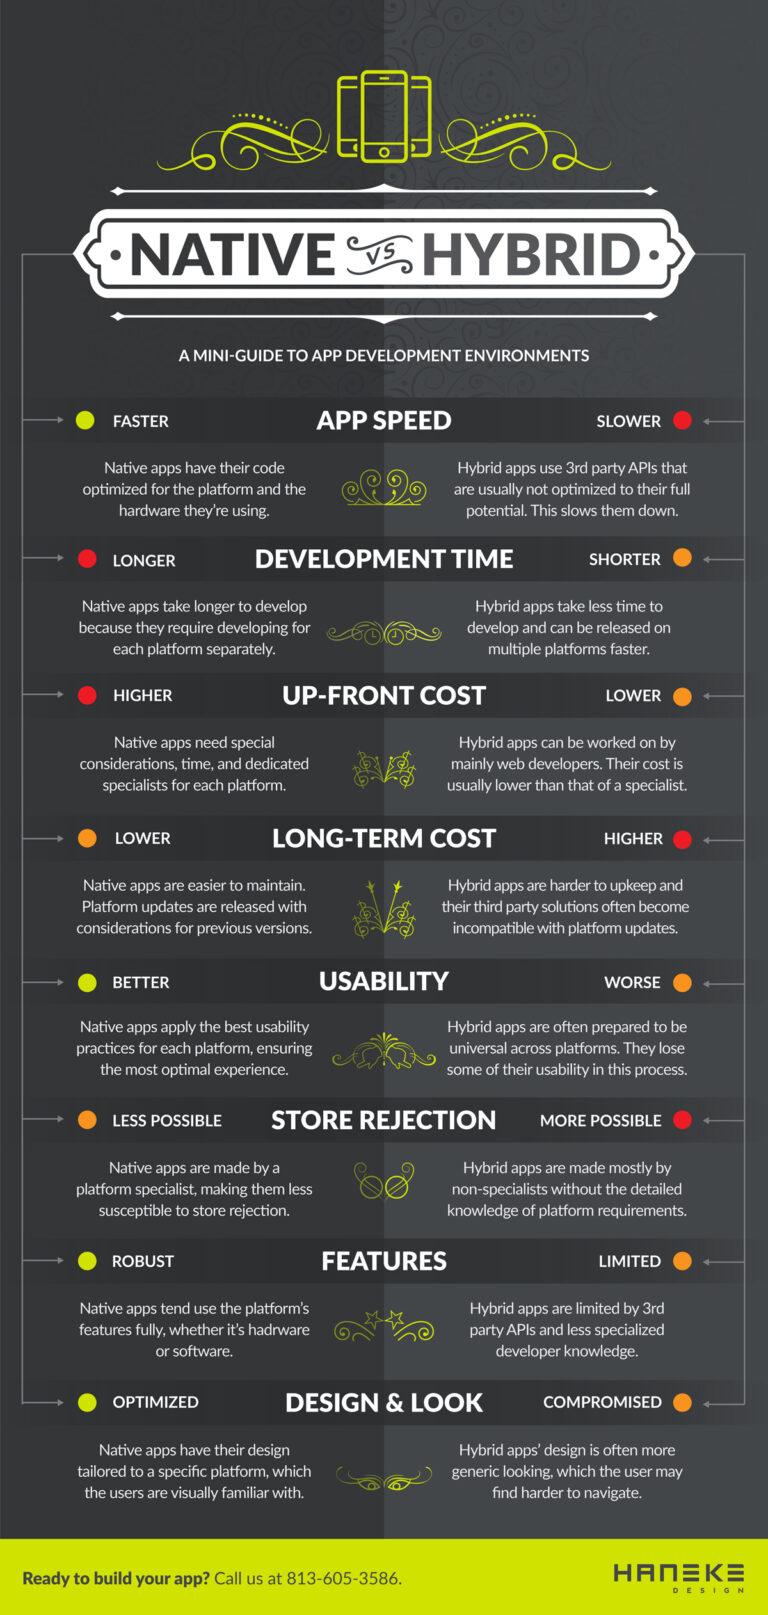 NATIVE VS HYBRID
A MINI-GUIDE TO APP DEVELOPMENT ENVIRONMENTS
FASTER
APP SPEED
SLOWER
Native apps have their code
optimized for the platform and the
hardware they're using.
Hybrid apps use 3rd party APIs that
are usually not optimized to their full
potential. This slows them down.
LONGER
DEVELOPMENT TIME
SHORTER
Native apps take longer to develop
because they require developing for
each platform separately.
Hybrid apps take less time to
develop and can be released on
multiple platforms faster.
HIGHER
UP-FRONT COST
LOWER
Native apps need special
considerations, time, and dedicated
specialists for each platform.
Hybrid apps can be worked on by
mainly web developers. Their cost is
usually lower than that of a specialist.
LOWER
LONG-TERM COST
HIGHER
Native apps are easier to maintain.
Platform updates are released with
considerations for previous versions.
Hybrid apps are harder to upkeep and
their third party solutions often become
incompatible with platform updates.
BETTER
USABILITY
WORSE
Native apps apply the best usability
practices for each platform, ensuring
the most optimal experience.
Hybrid apps are often prepared to be
universal across platforms. They lose
some of their usability in this process.
LESS POSSIBLE
STORE REJECTION
MORE POSSIBLE
Native apps are made by a
platform specialist, making them less
susceptible to store rejection.
Hybrid apps are made mostly by
non-specialists without the detailed
knowledge of platform requirements.
ROBUST
FEATURES
LIMITED
Native apps tend use the platform's
features fully, whether it's hadrware
or software.
Hybrid apps are limited by 3rd
party APIs and less specialized
developer knowledge.
OPTIMIZED
DESIGN & LOOK
COMPROMISED
Native apps have their design
tailored to a specific platform, which
the users are visually familiar with.
Hybrid apps' design is often more
generic looking, which the user may
find harder to navigate.
Ready to build your app? Call us at 813-605-3586.
HANEKE
DESIGN